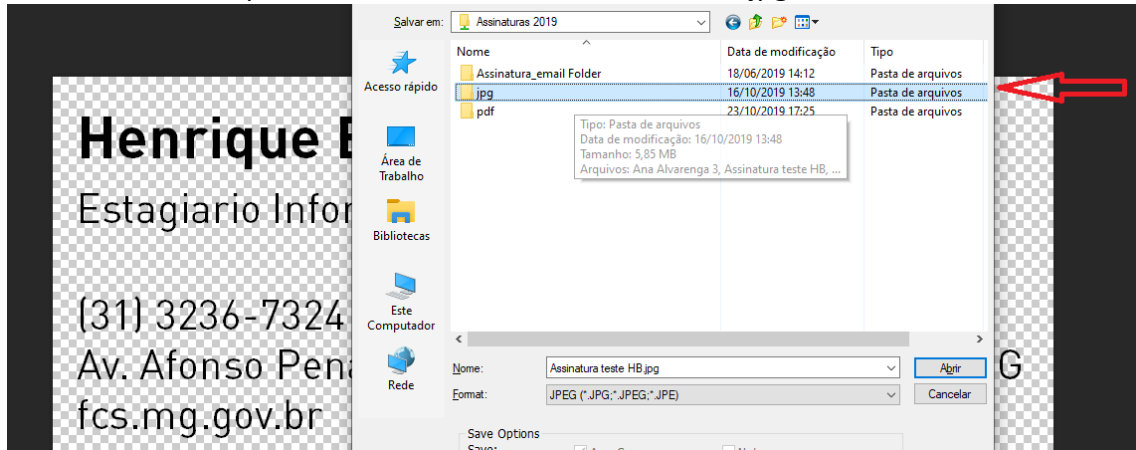 Salvar em: Assinaturas 2019
Nome Data de modificação Tipo
Assinatura_email Folder 18/06/2019 14:12 Pasta de arquivos
jpg 16/10/2019 13:48 Pasta de arquivos
pdf 23/10/2019 17:25 Pasta de arquivos
Tipo: Pasta de arquivos
Data de modificação: 16/10/2019 13:48
Tamanho: 5,85 MB
Arquivos: Ana Alvarenga 3, Assinatura teste HB, ...
Acesso rápido
Área de
Trabalho
Bibliotecas
Este
Computador
Rede
Nome: Assinatura teste HB.jpg Abrir
Format: JPEG (*.JPG;*.JPEG;*.JPE) Cancelar
Save Options
Henrique
Estagiario Infor
(31) 3236-7324
Av. Afonso Pena G
fcs.mg.gov.br